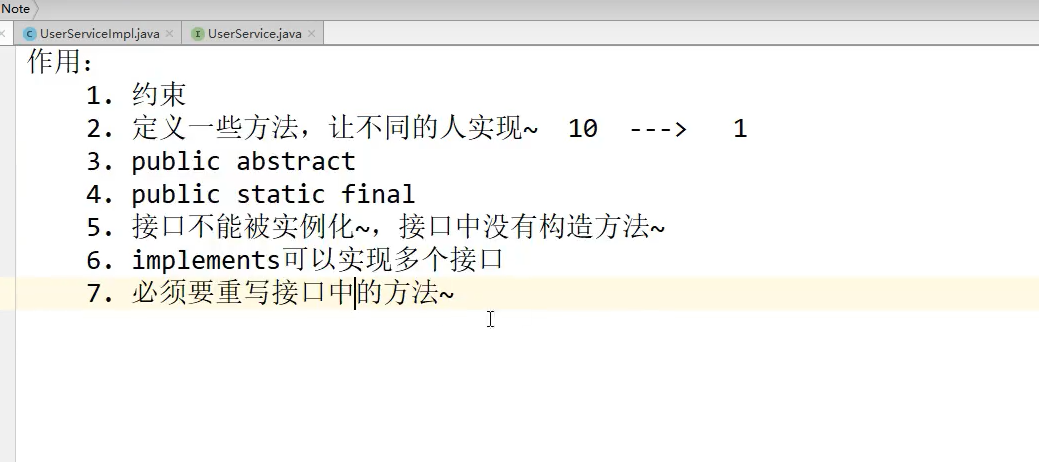 Note
UserServiceImpl.java UserService.java
作用：
1. 约束
2. 定义一些方法，让不同的人实现~ 10 ---> 1
3. public abstract
4. public static final
5. 接口不能被实例化~，接口中没有构造方法~
6. implements可以实现多个接口
7. 必须要重写接口中的方法~